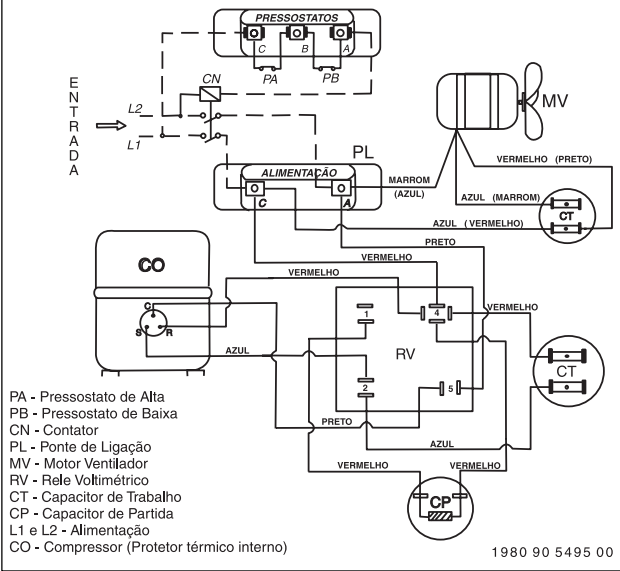 PRESSOSTATOS
C B A
PA PB
CN
ENTRADA
L2
L1
MV
PL
ALIMENTAÇÃO
C A
MARROM
(AZUL)
VERMELHO (PRETO)
AZUL (MARROM)
CT
AZUL (VERMELHO)
PRETO
VERMELHO
VERMELHO
CO
C
S R
AZUL
1
4
VERMELHO
RV
2
5
CT
PRETO
AZUL
VERMELHO
VERMELHO
CP
PA - Pressostato de Alta
PB - Pressostato de Baixa
CN - Contator
PL - Ponte de Ligação
MV - Motor Ventilador
RV - Rele Voltimétrico
CT - Capacitor de Trabalho
CP - Capacitor de Partida
L1 e L2 - Alimentação
CO - Compressor (Protetor térmico interno)
1980 90 5495 00